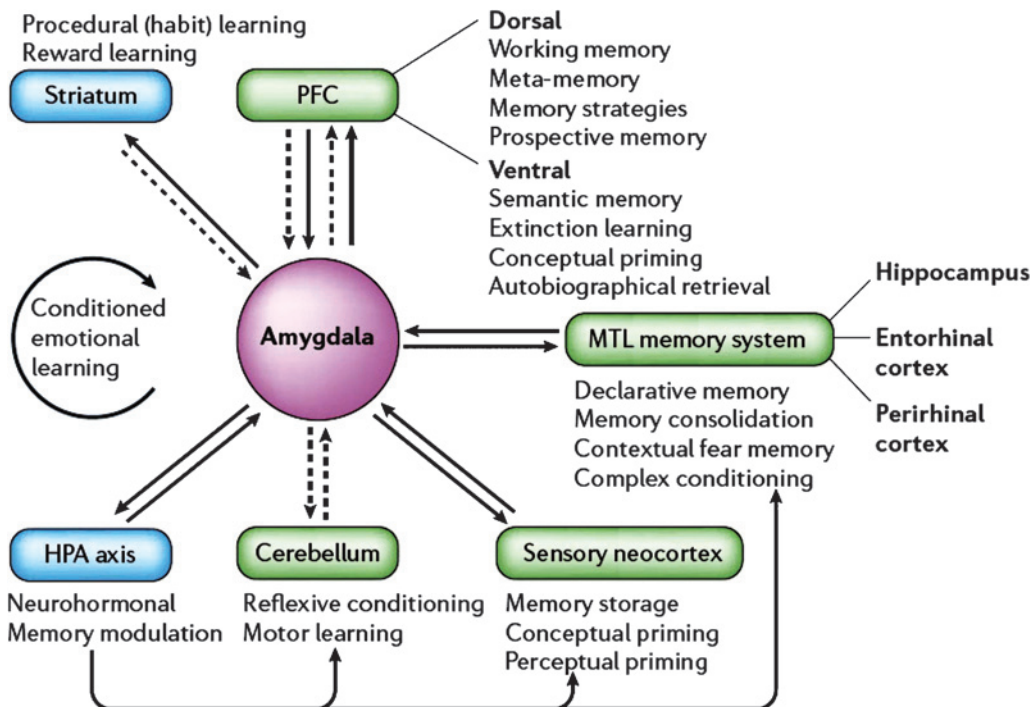 Procedural (habit) learning
Reward learning
Striatum
PFC
Dorsal
Working memory
Meta-memory
Memory strategies
Prospective memory
Ventral
Semantic memory
Extinction learning
Conceptual priming
Autobiographical retrieval
Conditioned
emotional
learning
Amygdala
MTL memory system
Hippocampus
Entorhinal
cortex
Perirhinal
cortex
Declarative memory
Memory consolidation
Contextual fear memory
Complex conditioning
HPA axis
Neurohormonal
Memory modulation
Cerebellum
Reflexive conditioning
Motor learning
Sensory neocortex
Memory storage
Conceptual priming
Perceptual priming